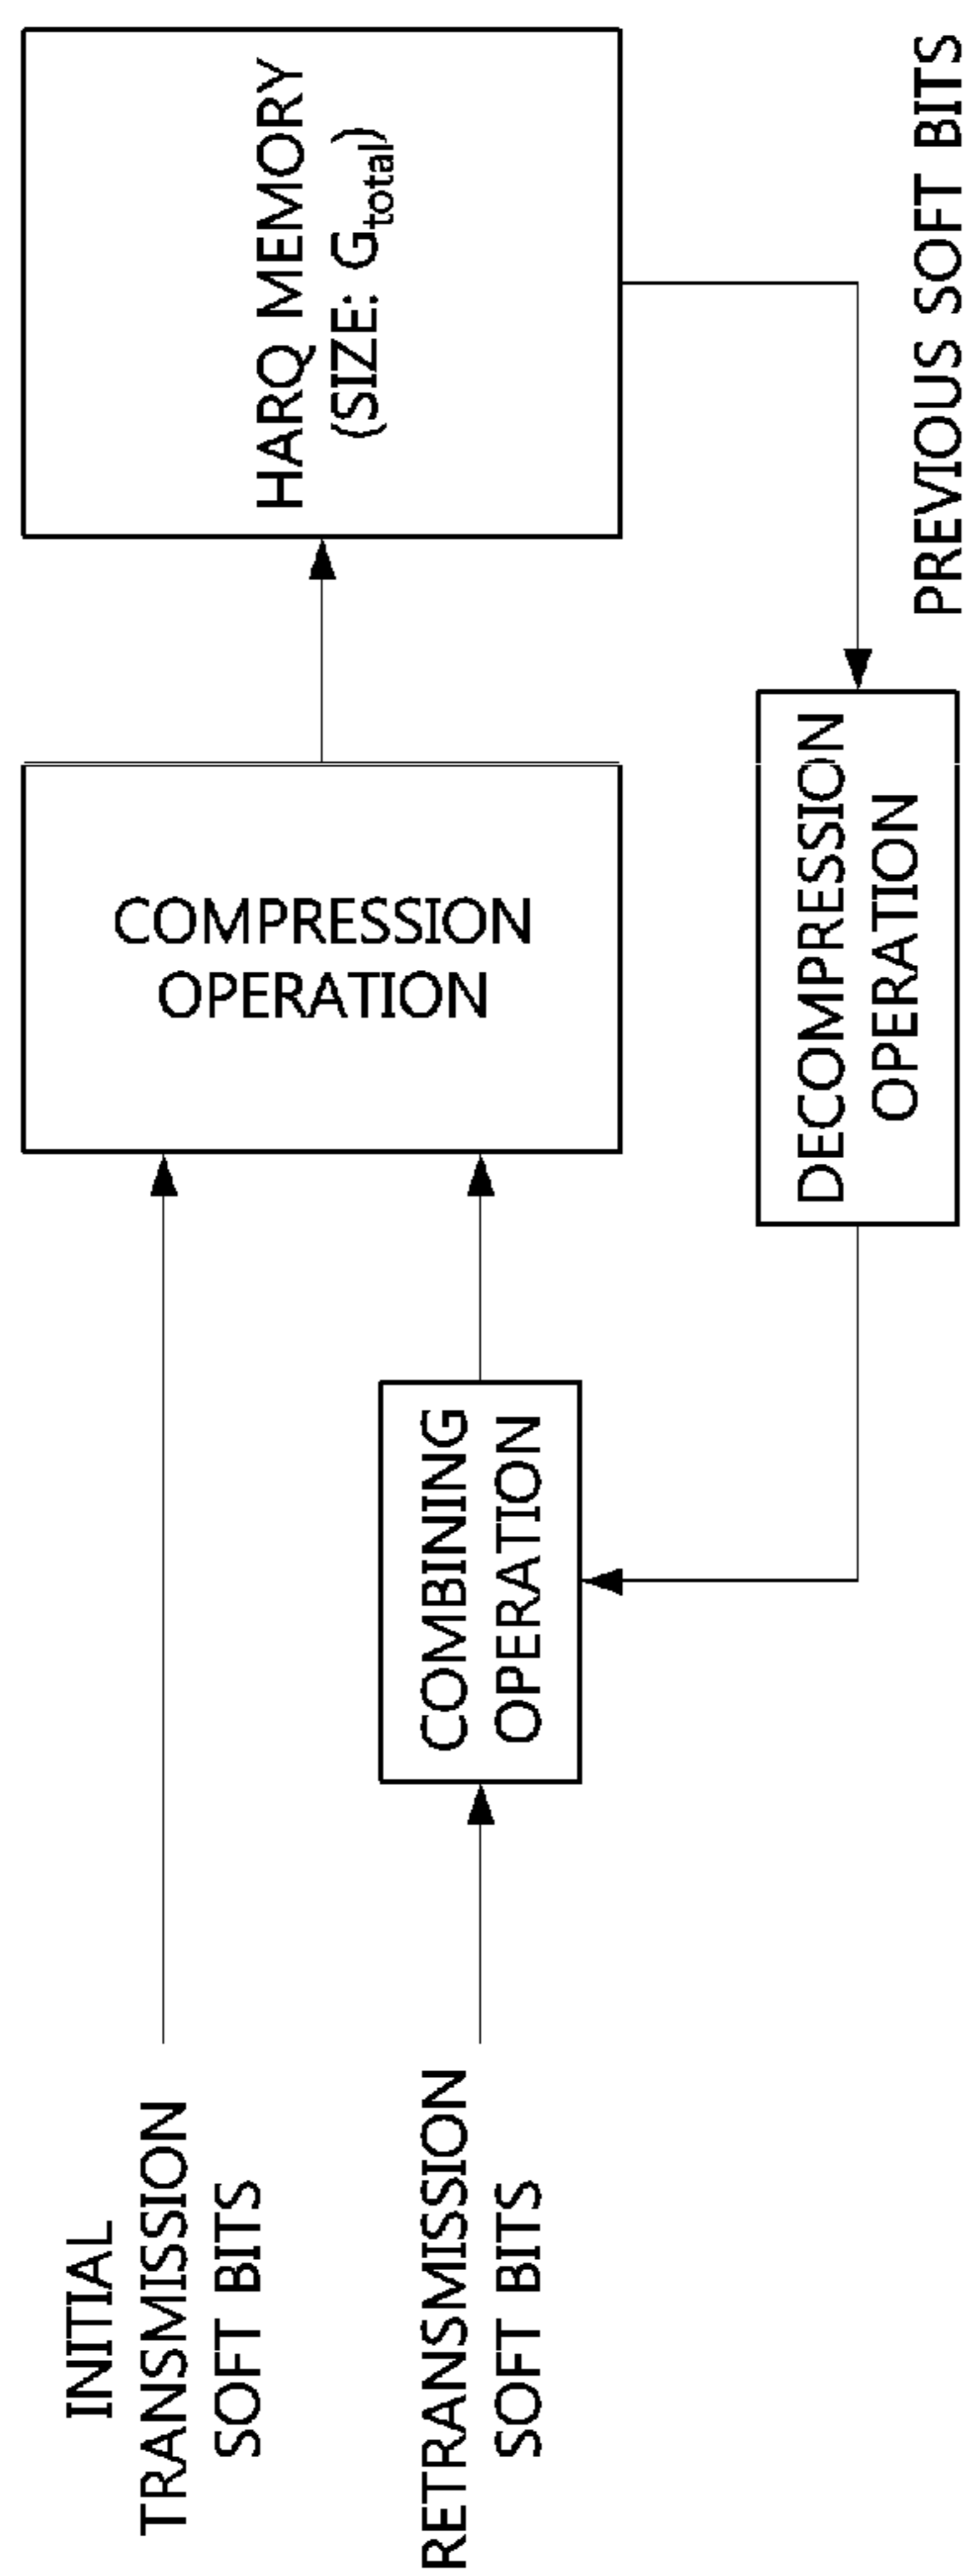 INITIAL
TRANSMISSION
SOFT BITS
RETRANSMISSION
SOFT BITS
COMBINING
OPERATION
COMPRESSION
OPERATION
DECOMPRESSION
OPERATION
HARQ MEMORY
(SIZE: Gtotal)
PREVIOUS SOFT BITS